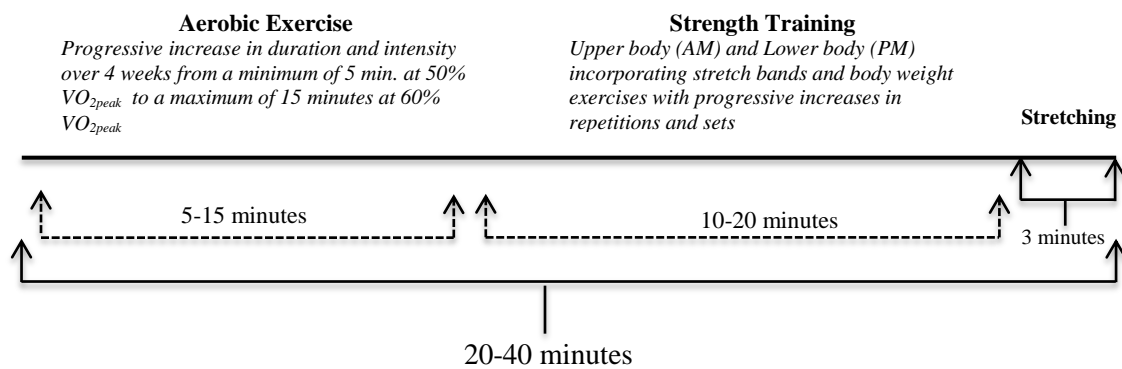 Aerobic Exercise
Progressive increase in duration and intensity
over 4 weeks from a minimum of 5 min. at 50%
VO2peak to a maximum of 15 minutes at 60%
VO2peak
Strength Training
Upper body (AM) and Lower body (PM)
incorporating stretch bands and body weight
exercises with progressive increases in
repetitions and sets
Stretching
5-15 minutes
10-20 minutes
3 minutes
20-40 minutes